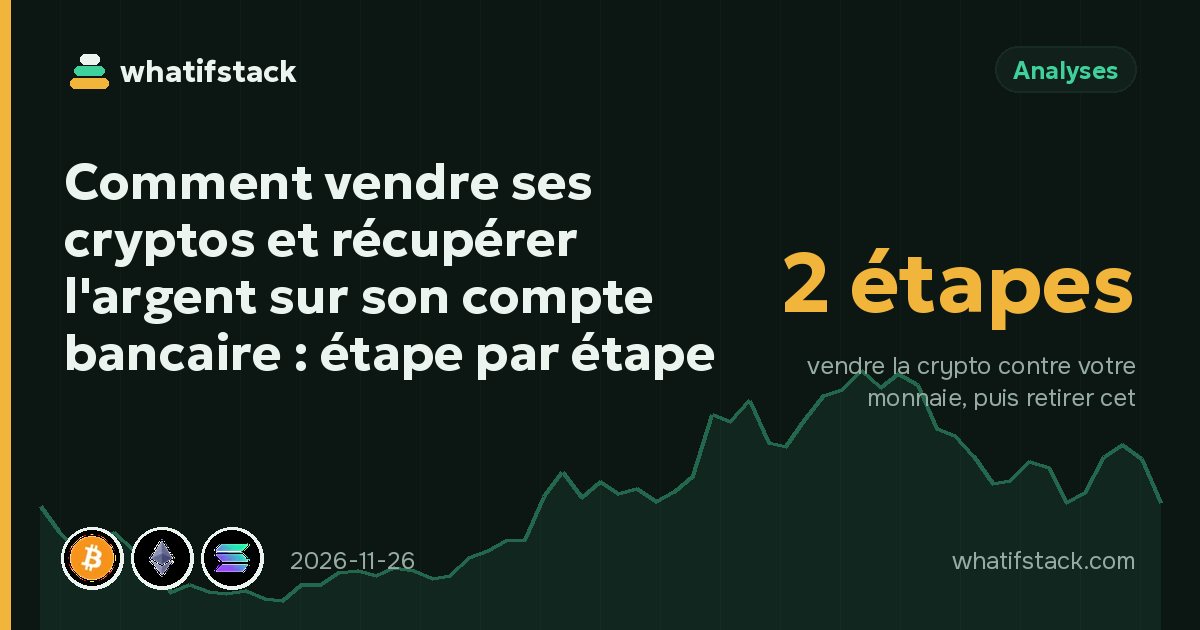 whatifstack
Analyses
Comment vendre ses
cryptos et récupérer
l'argent sur son compte
bancaire : étape par étape
2 étapes
vendre la crypto contre votre
monnaie, puis retirer cet
2026-11-26
whatifstack.com